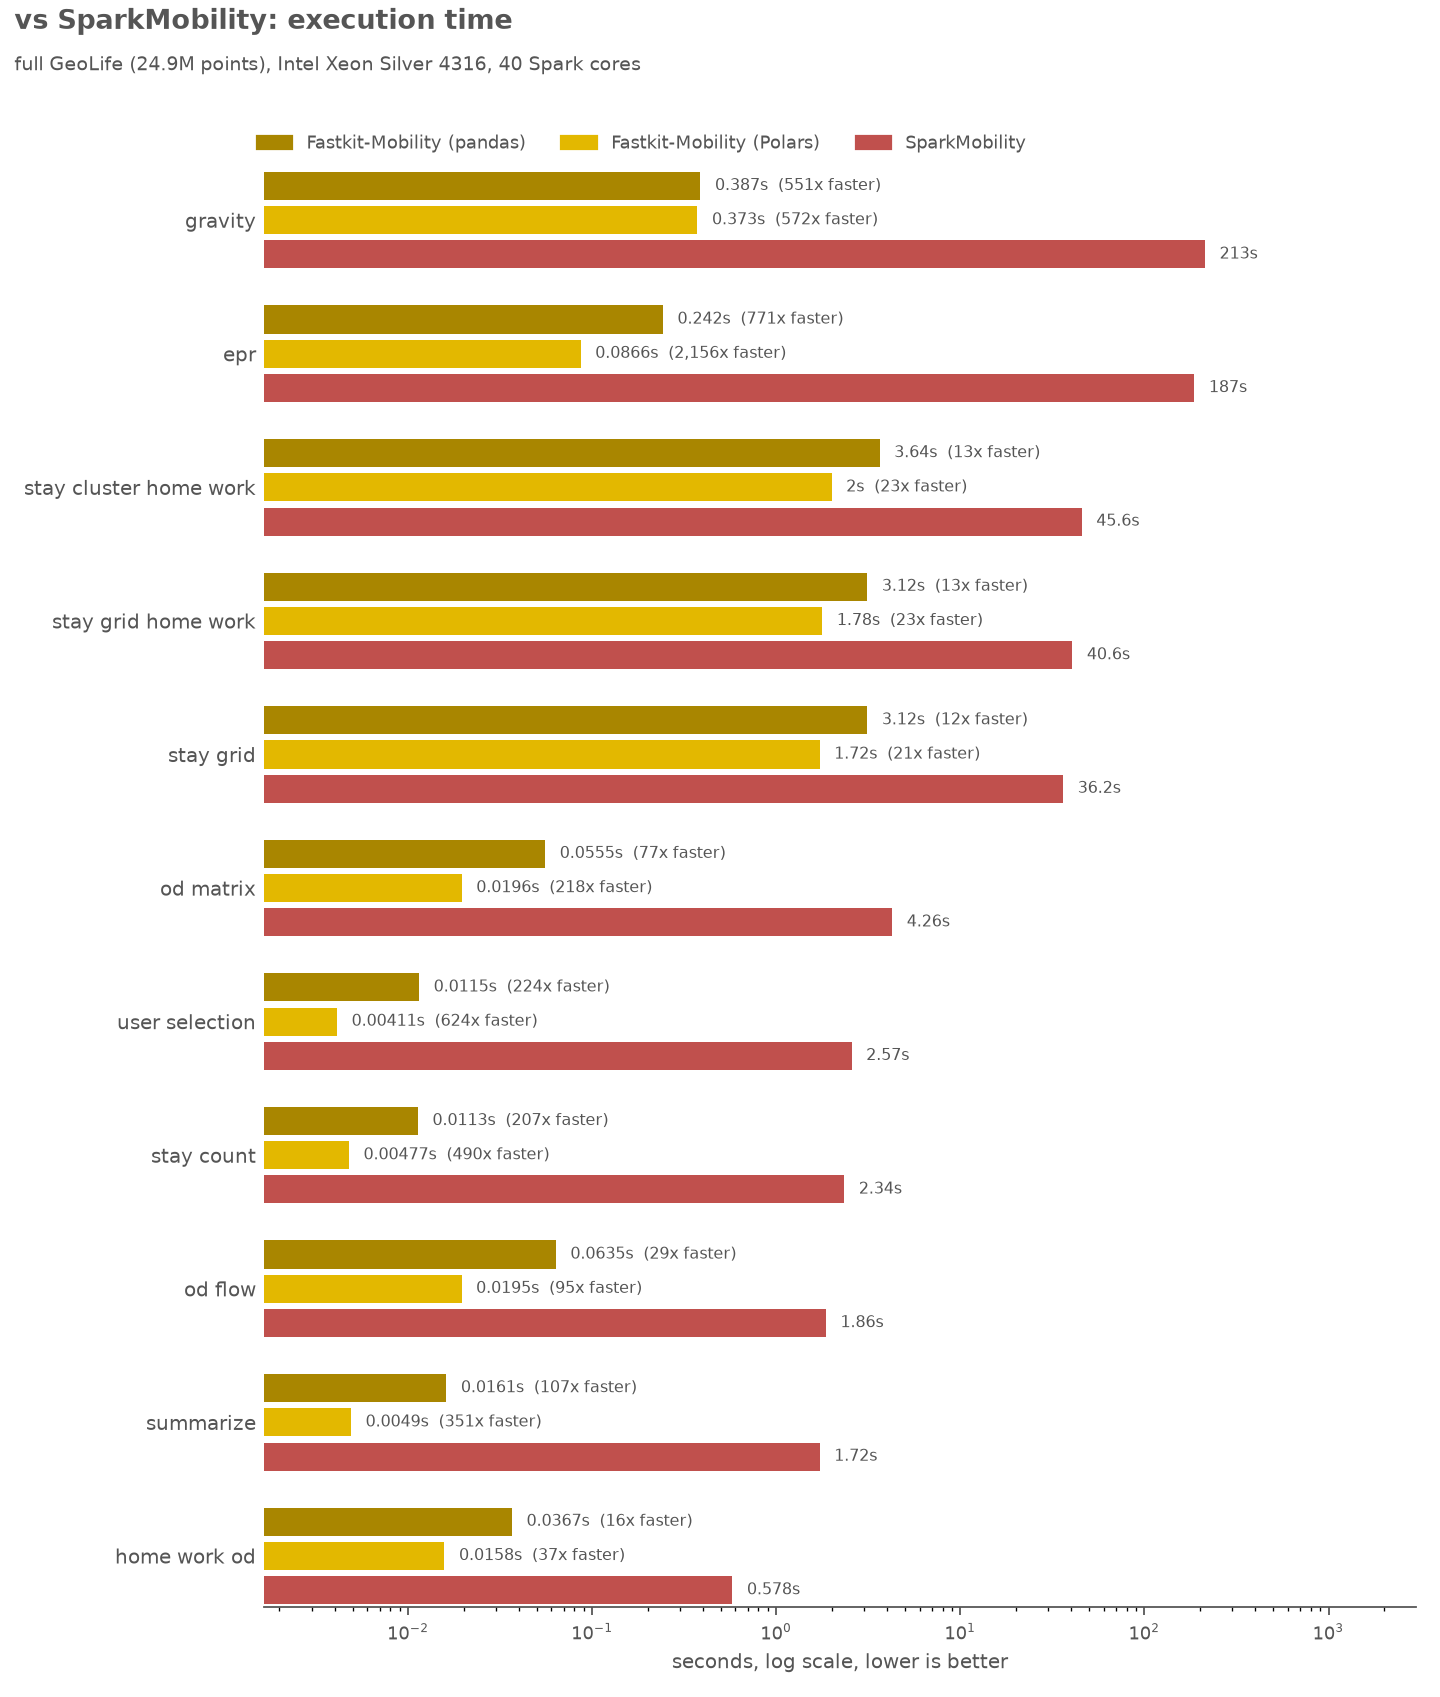 vs SparkMobility: execution time
full GeoLife (24.9M points), Intel Xeon Silver 4316, 40 Spark cores
Fastkit-Mobility (pandas) Fastkit-Mobility (Polars) SparkMobility
0.387s (551x faster)
gravity 0.373s (572x faster)
213s
0.242s (771x faster)
epr 0.0866s (2,156x faster)
187s
3.64s (13x faster)
stay cluster home work 2s (23x faster)
45.6s
3.12s (13x faster)
stay grid home work 1.78s (23x faster)
40.6s
3.12s (12x faster)
stay grid 1.72s (21x faster)
36.2s
0.0555s (77x faster)
od matrix 0.0196s (218x faster)
4.26s
0.0115s (224x faster)
user selection 0.00411s (624x faster)
2.57s
0.0113s (207x faster)
stay count 0.00477s (490x faster)
2.34s
0.0635s (29x faster)
od flow 0.0195s (95x faster)
1.86s
0.0161s (107x faster)
summarize 0.0049s (351x faster)
1.72s
0.0367s (16x faster)
home work od 0.0158s (37x faster)
0.578s
10⁻² 10⁻¹ 10⁰ 10¹ 10² 10³
seconds, log scale, lower is better